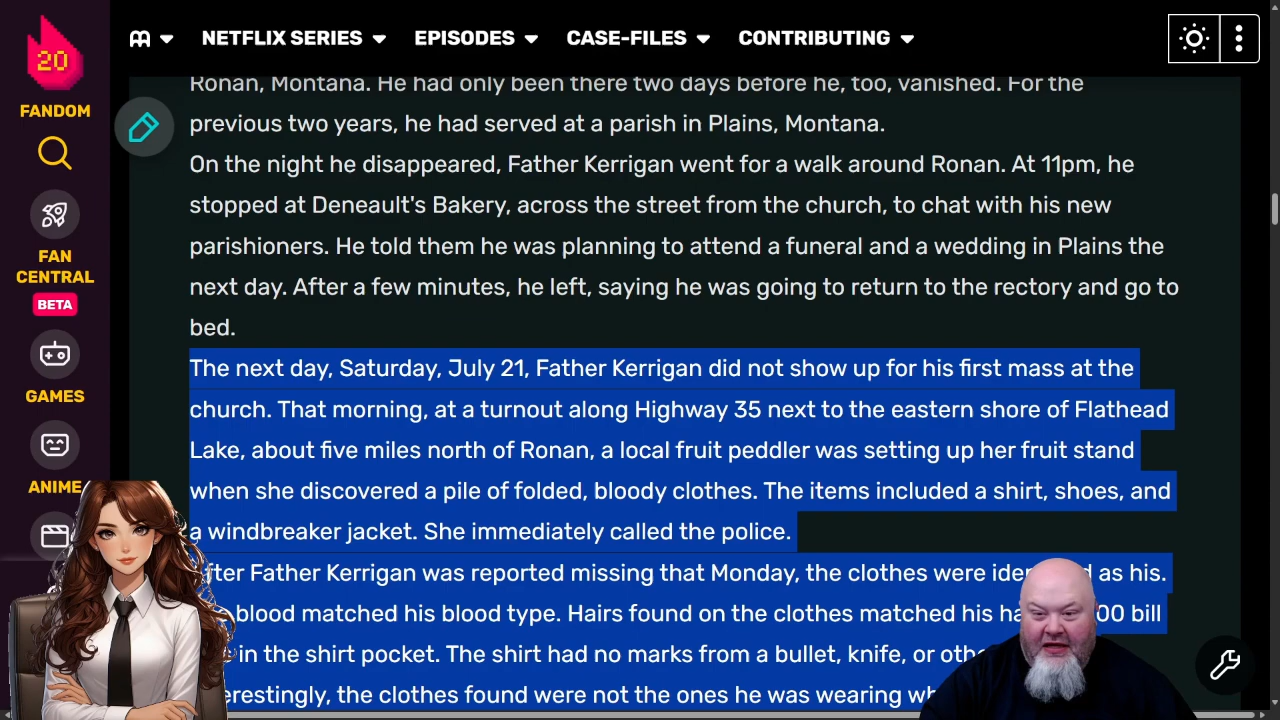 20
FANDOM
FAN CENTRAL
BETA
GAMES
ANIME
NETFLIX SERIES
EPISODES
CASE-FILES
CONTRIBUTING
Ronan, Montana. He had only been there two days before he, too, vanished. For the
previous two years, he had served at a parish in Plains, Montana.
On the night he disappeared, Father Kerrigan went for a walk around Ronan. At 11pm, he
stopped at Deneault's Bakery, across the street from the church, to chat with his new
parishioners. He told them he was planning to attend a funeral and a wedding in Plains the
next day. After a few minutes, he left, saying he was going to return to the rectory and go to
bed.
The next day, Saturday, July 21, Father Kerrigan did not show up for his first mass at the
church. That morning, at a turnout along Highway 35 next to the eastern shore of Flathead
Lake, about five miles north of Ronan, a local fruit peddler was setting up her fruit stand
when she discovered a pile of folded, bloody clothes. The items included a shirt, shoes, and
a windbreaker jacket. She immediately called the police.
After Father Kerrigan was reported missing that Monday, the clothes were as his.
blood matched his blood type. Hairs found on the clothes matched his bill
in the shirt pocket. The shirt had no marks from a bullet, knife, or
the clothes found were not the ones he was wearing